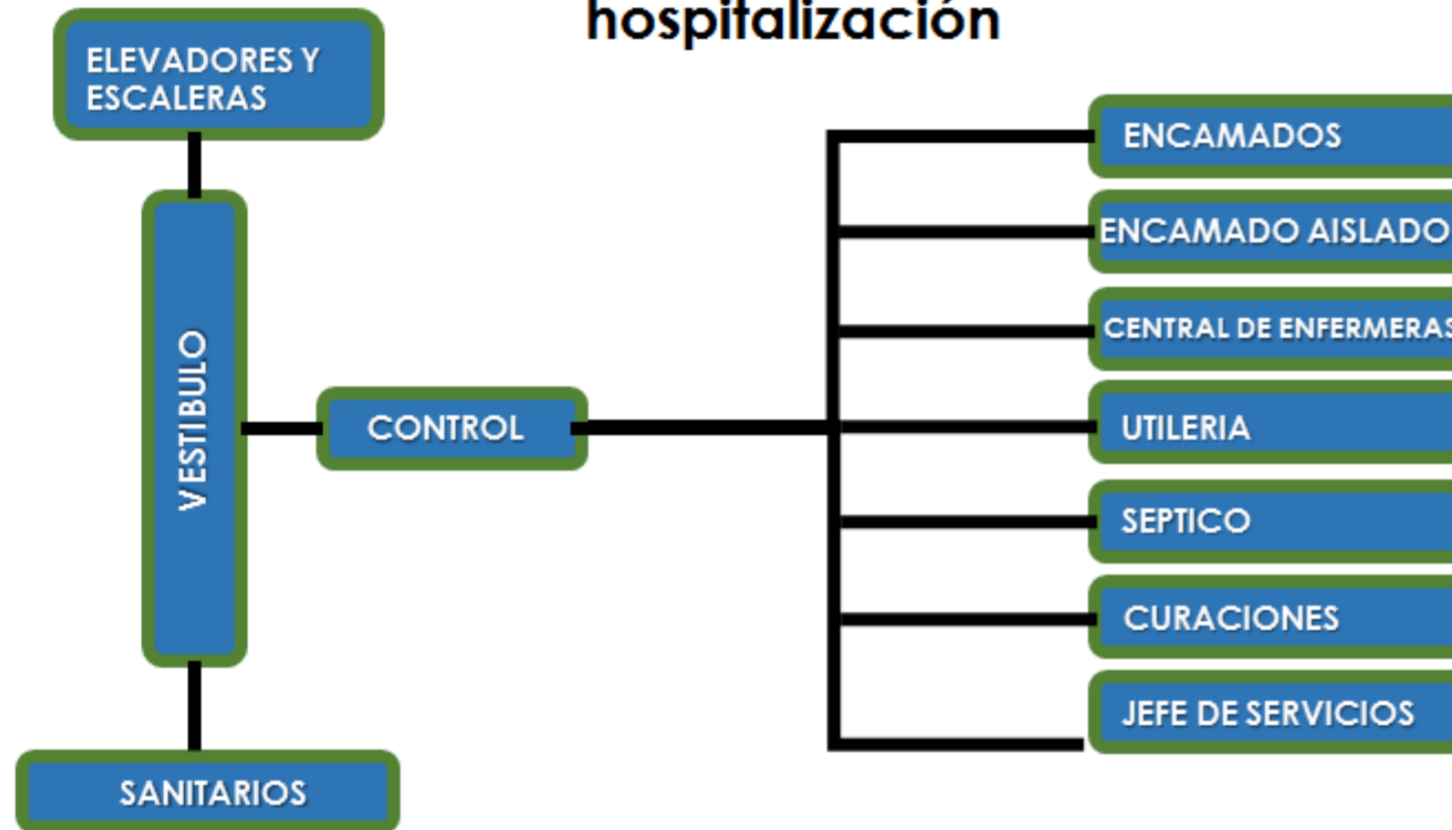 hospitalización
ELEVADORES Y
ESCALERAS
VESTIBULO
CONTROL
SANITARIOS
ENCAMADOS
ENCAMADO AISLADO
CENTRAL DE ENFERMERAS
UTILERIA
SEPTICO
CURACIONES
JEFE DE SERVICIOS